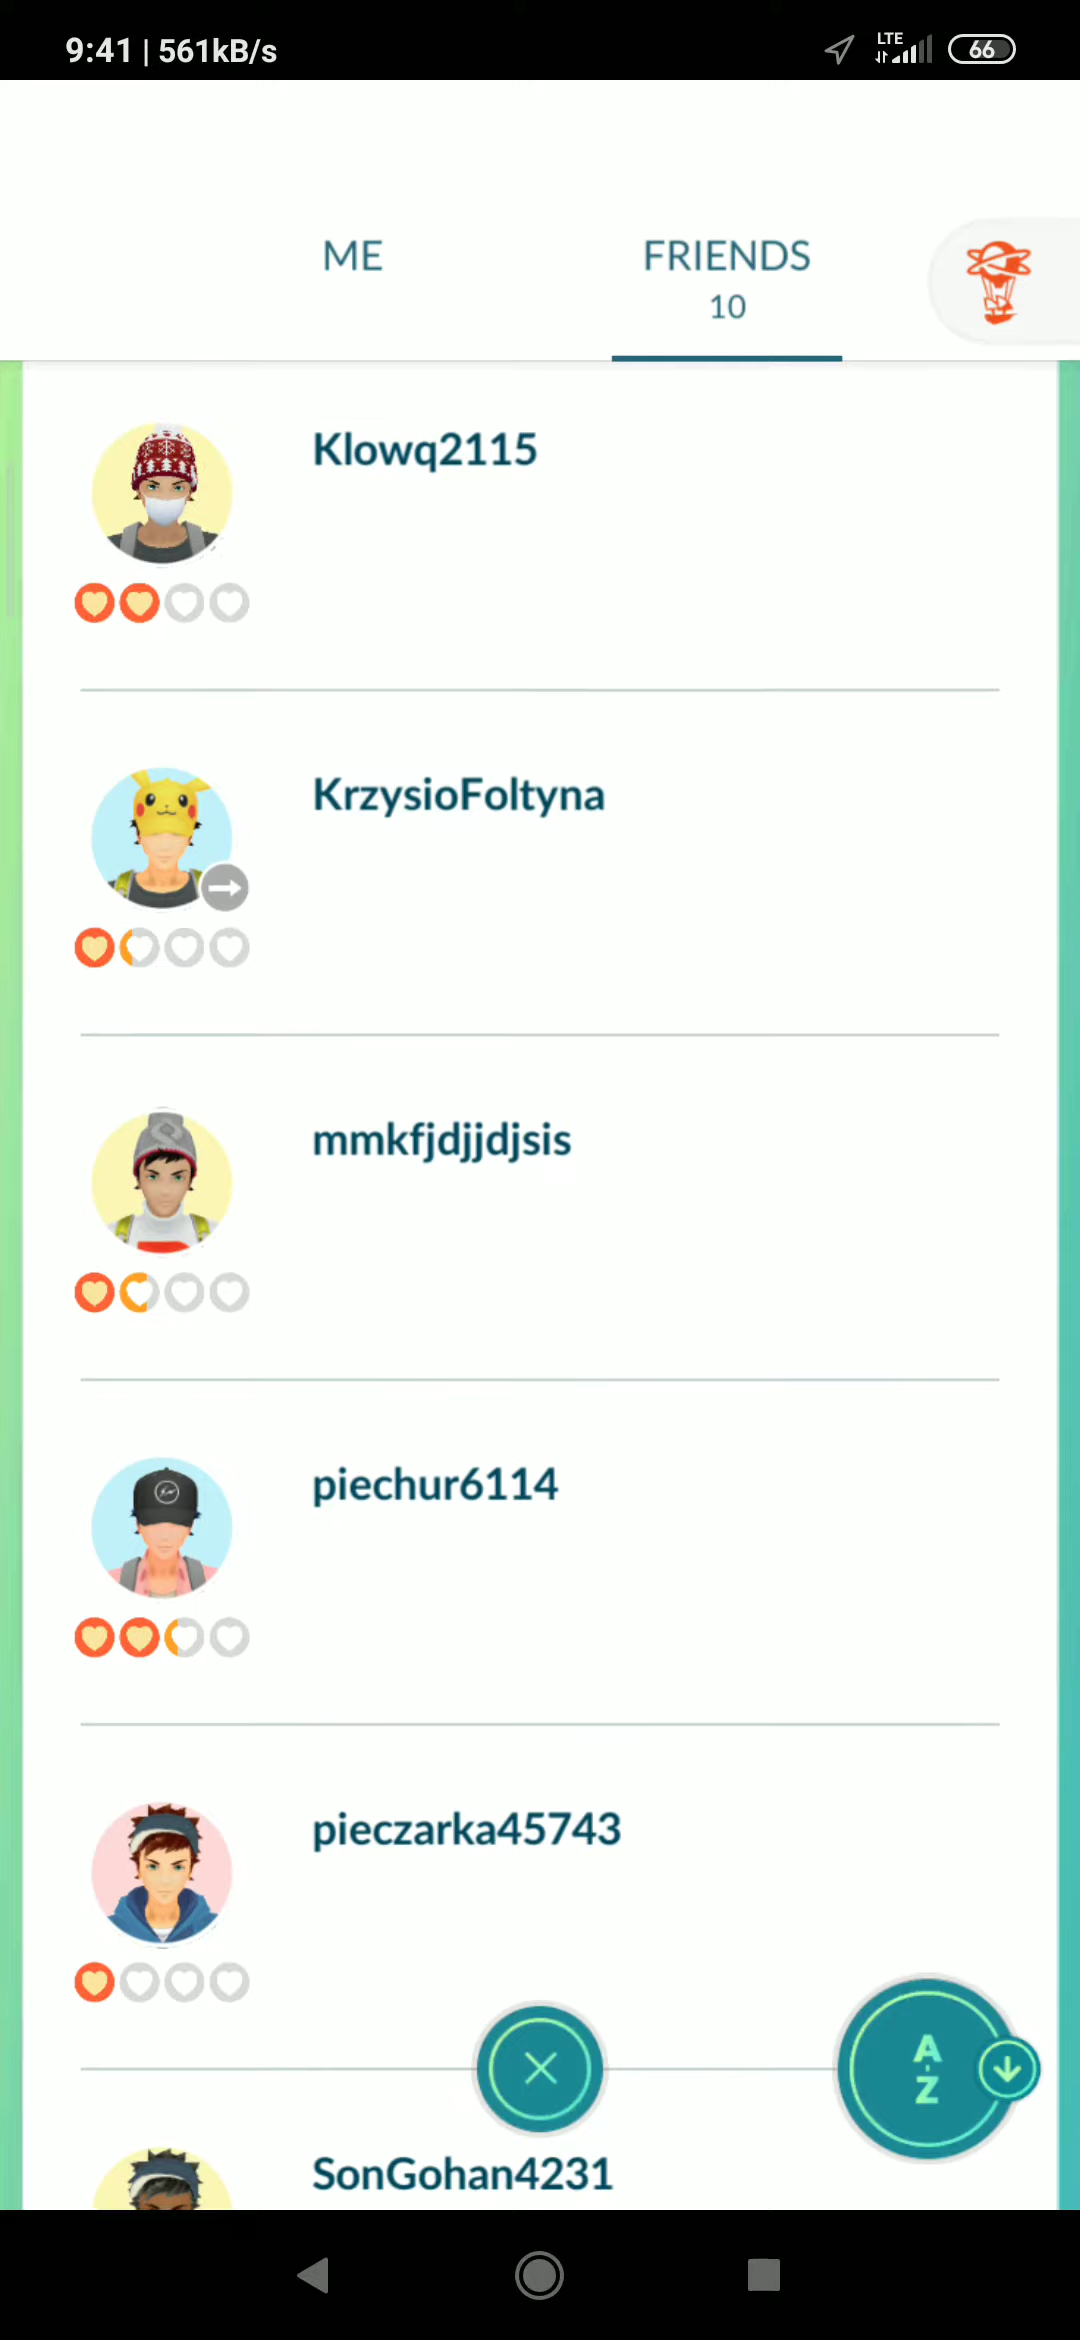 9:41 | 561kB/s
LTE
66
ME
FRIENDS
10
Klowq2115
KrzysioFoltyna
mmkfjdjjdjsis
piechur6114
pieczarka45743
A-Z
SonGohan4231